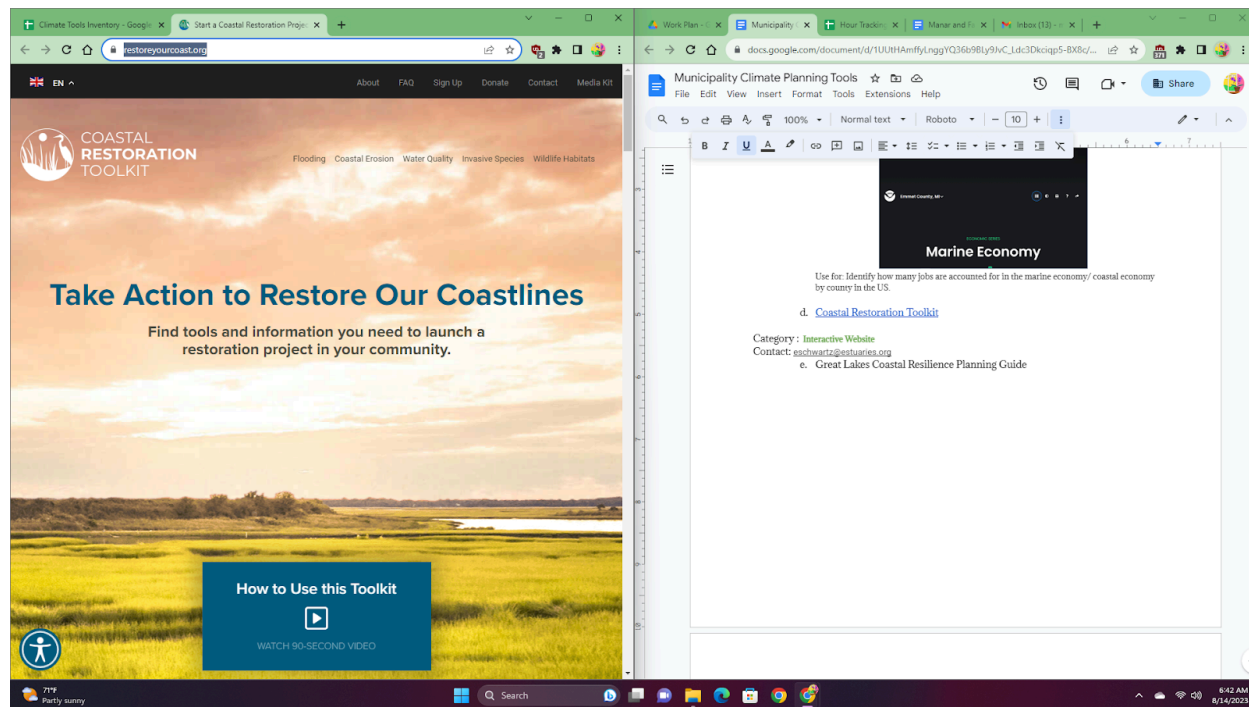 Climate Tools Inventory - Google
Start a Coastal Restoration Projec
restoreyourcoast.org
EN
About FAQ Sign Up Donate Contact Media Kit
COASTAL
RESTORATION
TOOLKIT
Flooding Coastal Erosion Water Quality Invasive Species Wildlife Habitats
Take Action to Restore Our Coastlines
Find tools and information you need to launch a
restoration project in your community.
How to Use this Toolkit
WATCH 90-SECOND VIDEO
Work Plan - G
Municipality
Hour Tracking
Manar and
Inbox (13) -
Municipality Climate Planning Tools
File Edit View Insert Format Tools Extensions Help
Share
100% Normal text Roboto 10
B I U A
Emmet County, MI
ECONOMIC SERIES
Marine Economy
Use for: Identify how many jobs are accounted for in the marine economy/ coastal economy
by county in the US.
d. Coastal Restoration Toolkit
Category : Interactive Website
Contact: eschwartz@estuaries.org
e. Great Lakes Coastal Resilience Planning Guide
71°F
Partly sunny
Search
6:42 AM
8/14/2023